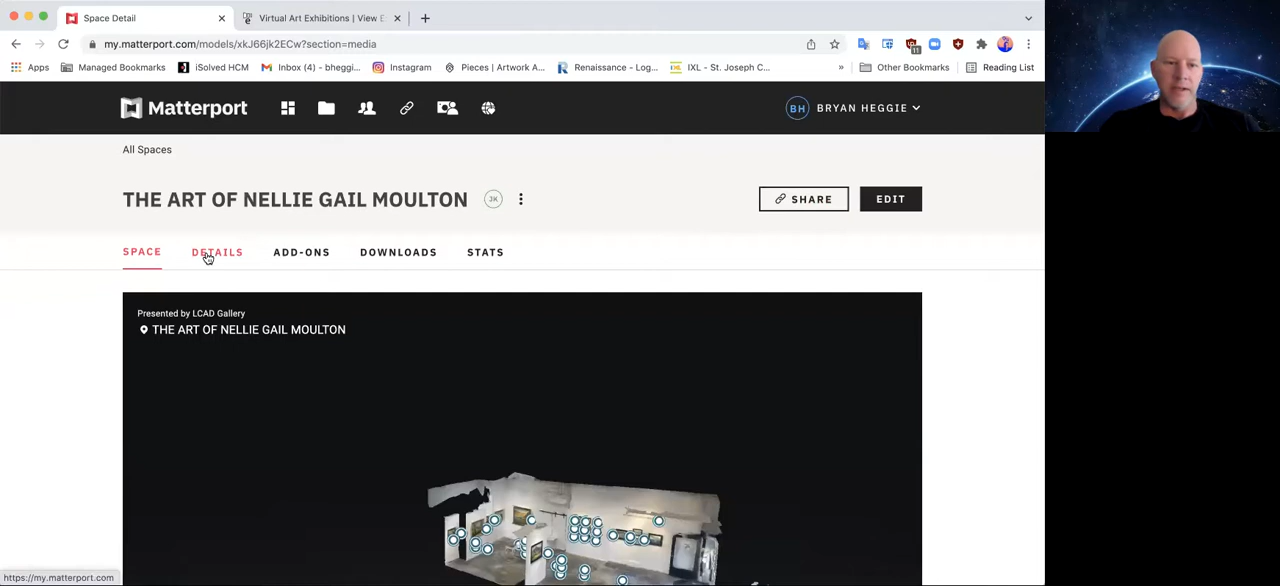 Space Detail
Virtual Art Exhibitions | View E
my.matterport.com/models/xkJ66jk2ECw?section=media
11
Apps
Managed Bookmarks
iSolved HCM
Inbox (4) - bheggi...
Instagram
Pieces | Artwork A...
Renaissance - Log...
IXL
IXL - St. Joseph C...
»
Other Bookmarks
Reading List
Matterport
BH
BRYAN HEGGIE
All Spaces
THE ART OF NELLIE GAIL MOULTON
3K
SHARE
EDIT
SPACE
DETAILS
ADD-ONS
DOWNLOADS
STATS
Presented by LCAD Gallery
THE ART OF NELLIE GAIL MOULTON
https://my.matterport.com